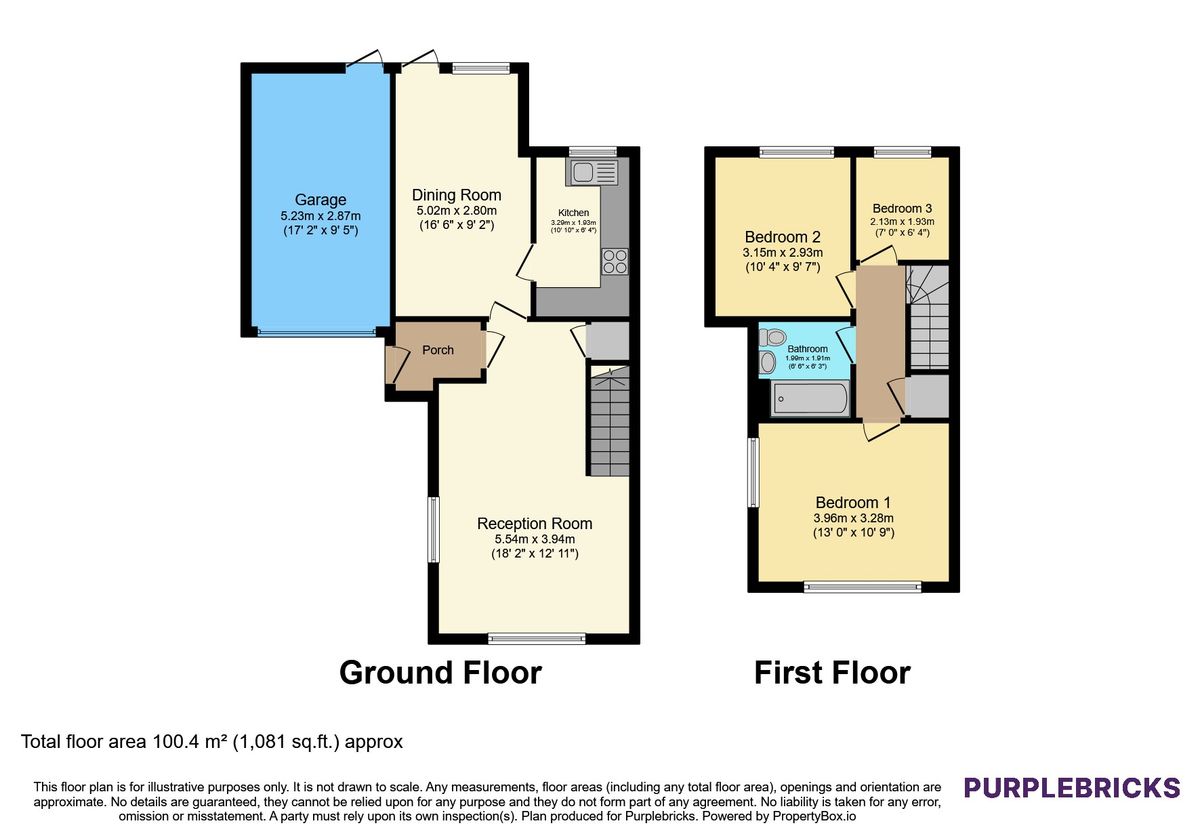 Garage
5.23m x 2.87m
(17' 2" x 9' 5")
Dining Room
5.02m x 2.80m
(16' 6" x 9' 2")
Kitchen
3.29m x 1.93m
(10' 10" x 6' 4")
Porch
Reception Room
5.54m x 3.94m
(18' 2" x 12' 11")
Ground Floor
Bedroom 2
3.15m x 2.93m
(10' 4" x 9' 7")
Bedroom 3
2.13m x 1.93m
(7' 0" x 6' 4")
Bathroom
1.99m x 1.91m
(6' 6" x 6' 3")
Bedroom 1
3.96m x 3.28m
(13' 0" x 10' 9")
First Floor
Total floor area 100.4 m² (1,081 sq.ft.) approx
This floor plan is for illustrative purposes only. It is not drawn to scale. Any measurements, floor areas (including any total floor area), openings and orientation are
approximate. No details are guaranteed, they cannot be relied upon for any purpose and they do not form part of any agreement. No liability is taken for any error,
omission or misstatement. A party must rely upon its own inspection(s). Plan produced for Purplebricks. Powered by PropertyBox.io
PURPLEBRICKS